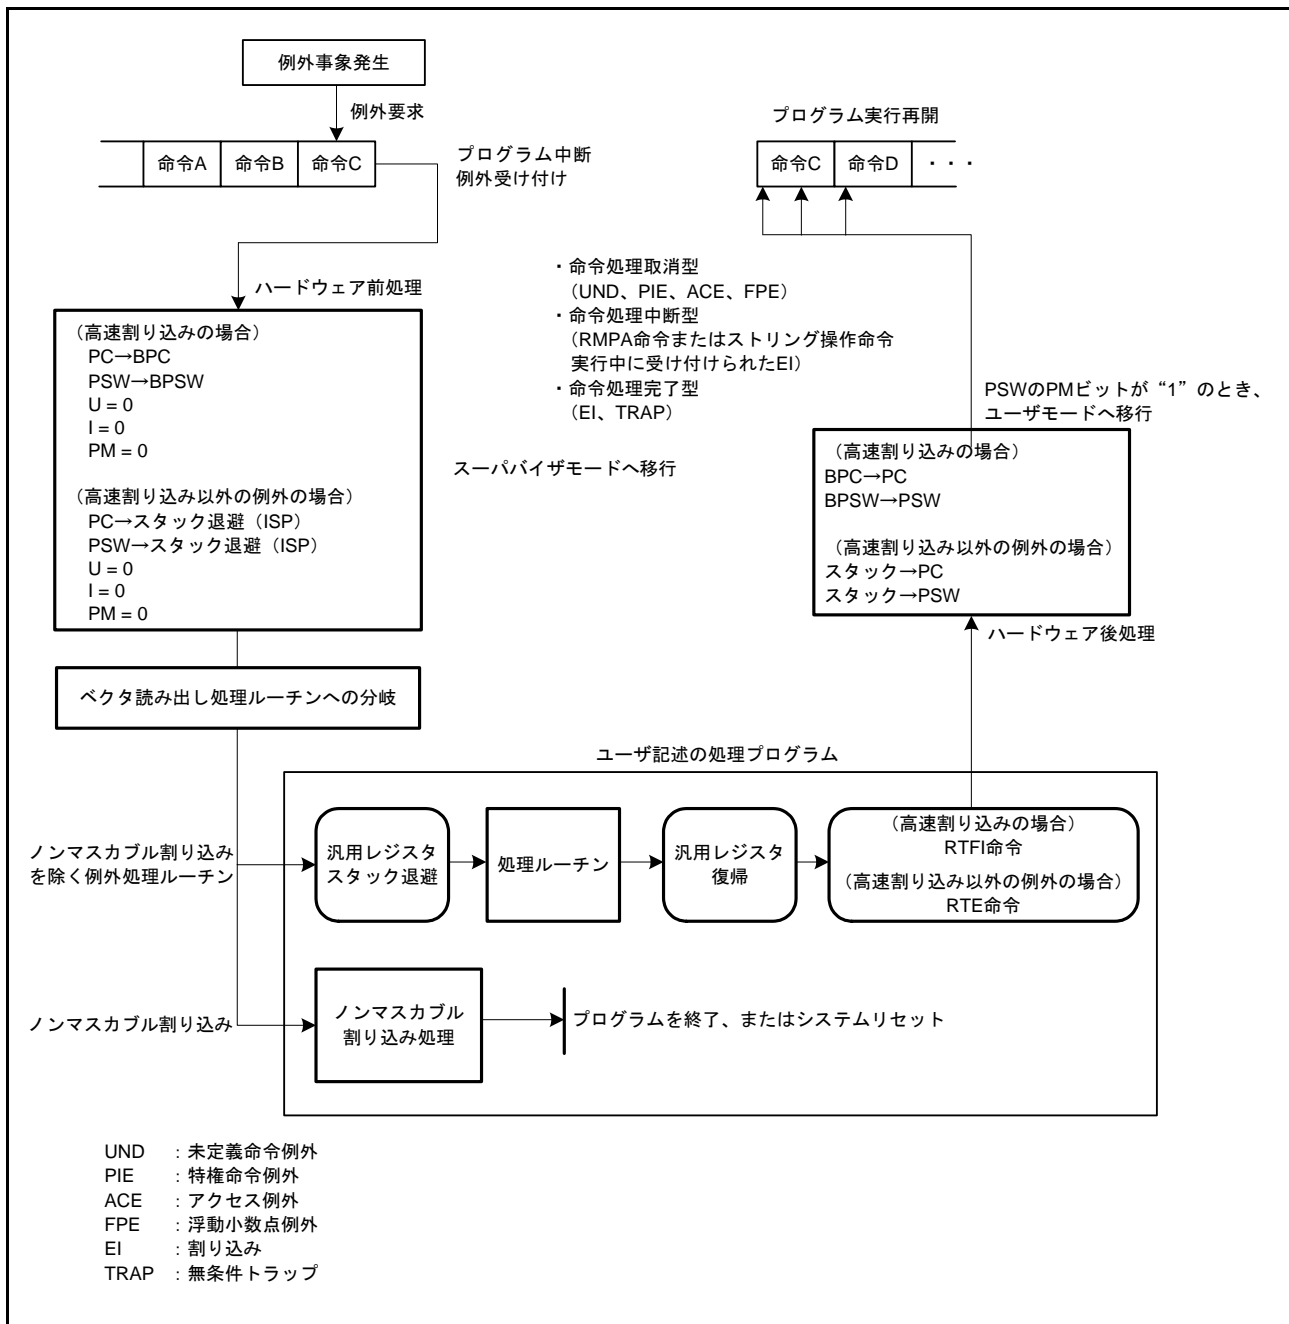 例外事象発生
例外要求
命令A 命令B 命令C
プログラム中断
例外受け付け
プログラム実行再開
命令C 命令D ・・・
ハードウェア前処理
（高速割り込みの場合）
PC→BPC
PSW→BPSW
U = 0
I = 0
PM = 0
（高速割り込み以外の例外の場合）
PC→スタック退避（ISP）
PSW→スタック退避（ISP）
U = 0
I = 0
PM = 0
・命令処理取消型
（UND、PIE、ACE、FPE）
・命令処理中断型
（RMPA命令またはストリング操作命令
実行中に受け付けられたEI）
・命令処理完了型
（EI、TRAP）
スーパバイザモードへ移行
PSWのPMビットが“1”のとき、
ユーザモードへ移行
（高速割り込みの場合）
BPC→PC
BPSW→PSW
（高速割り込み以外の例外の場合）
スタック→PC
スタック→PSW
ハードウェア後処理
ベクタ読み出し処理ルーチンへの分岐
ユーザ記述の処理プログラム
ノンマスカブル割り込み
を除く例外処理ルーチン
汎用レジスタ
スタック退避
処理ルーチン
汎用レジスタ
復帰
（高速割り込みの場合）
RTFI命令
（高速割り込み以外の例外の場合）
RTE命令
ノンマスカブル割り込み
ノンマスカブル
割り込み処理
プログラムを終了、またはシステムリセット
UND ：未定義命令例外
PIE ：特権命令例外
ACE ：アクセス例外
FPE ：浮動小数点例外
EI ：割り込み
TRAP ：無条件トラップ